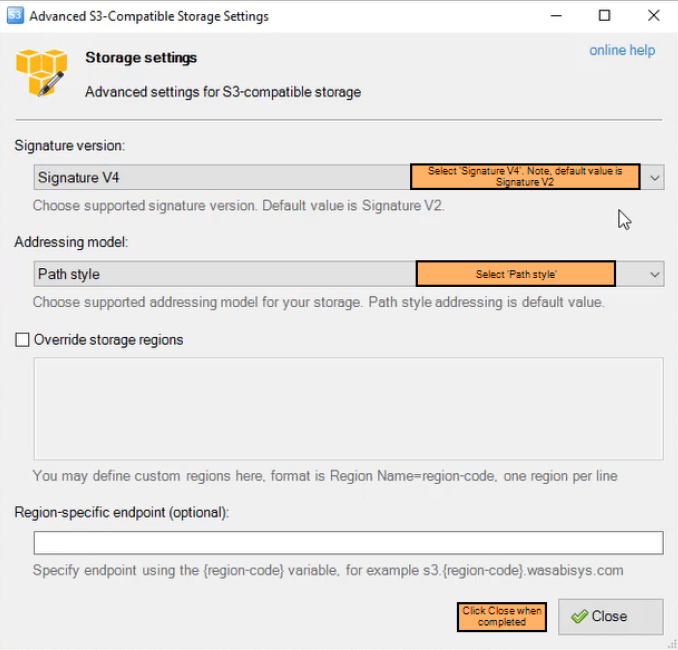 S3 Advanced S3-Compatible Storage Settings
online help
Storage settings
Advanced settings for S3-compatible storage
Signature version:
Signature V4
Select 'Signature V4'. Note, default value is
Signature V2
Choose supported signature version. Default value is Signature V2.
Addressing model:
Path style
Select 'Path style'
Choose supported addressing model for your storage. Path style addressing is default value.
Override storage regions
You may define custom regions here, format is Region Name=region-code, one region per line
Region-specific endpoint (optional):
Specify endpoint using the {region-code} variable, for example s3.{region-code}.wasabisys.com
Click Close when
completed
Close